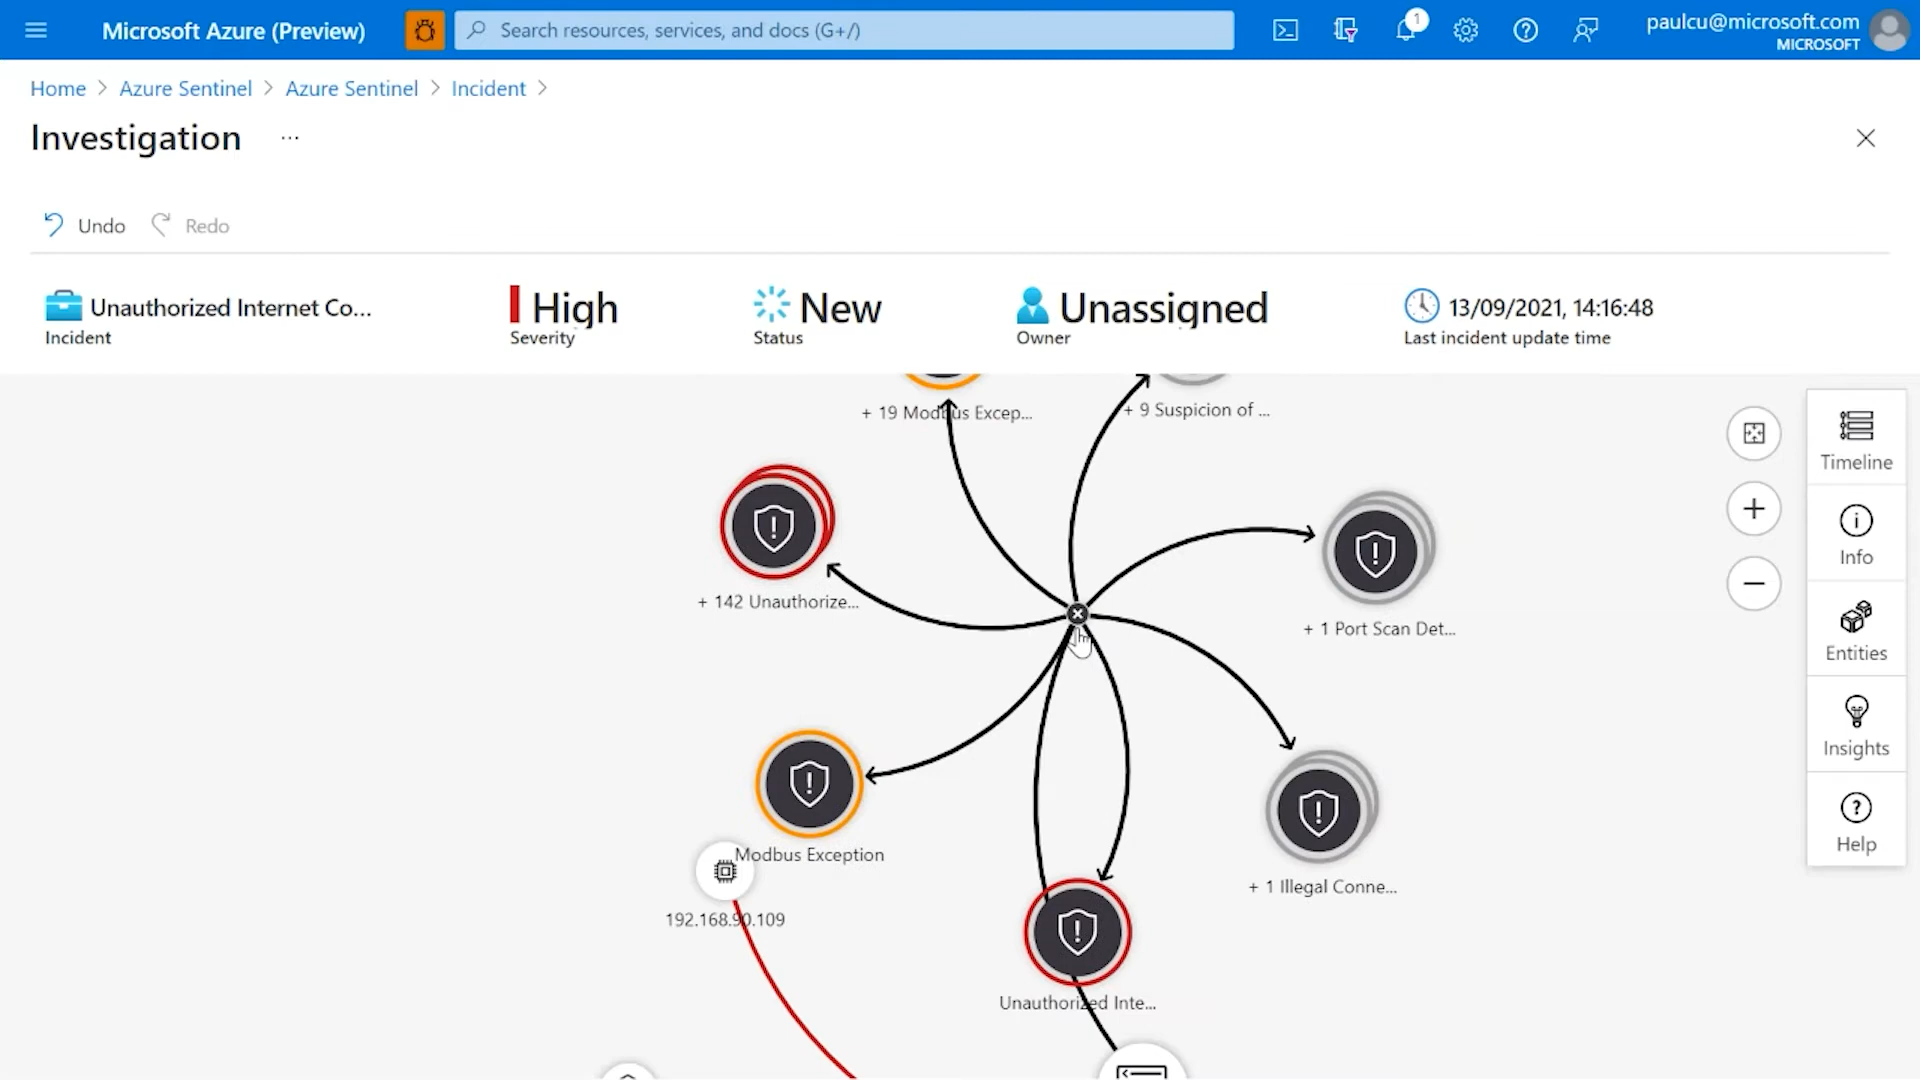 Microsoft Azure (Preview)
Search resources, services, and docs (G+/)
1
paulcu@microsoft.com
MICROSOFT
Home > Azure Sentinel > Azure Sentinel > Incident >
Investigation ...
Undo Redo
Unauthorized Internet Co...
Incident
High
Severity
New
Status
Unassigned
Owner
13/09/2021, 14:16:48
Last incident update time
+ 19 Modbus Excep...
+ 9 Suspicion of ...
+ 142 Unauthorize...
+ 1 Port Scan Det...
Modbus Exception
192.168.90.109
+ 1 Illegal Conne...
Unauthorized Inte...
Timeline
Info
Entities
Insights
Help